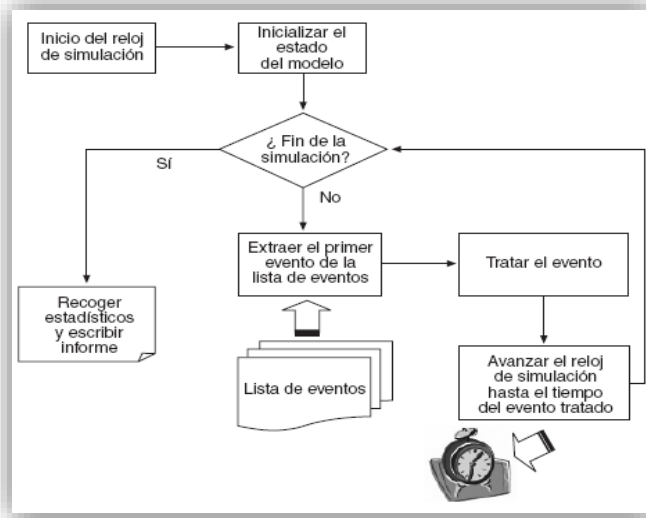 Inicio del reloj
de simulación
Inicializar el
estado
del modelo
¿ Fin de la
simulación?
Sí
No
Extraer el primer
evento de la
lista de eventos
Tratar el evento
Recoger
estadísticos
y escribir
informe
Lista de eventos
Avanzar el reloj
de simulación
hasta el tiempo
del evento tratado